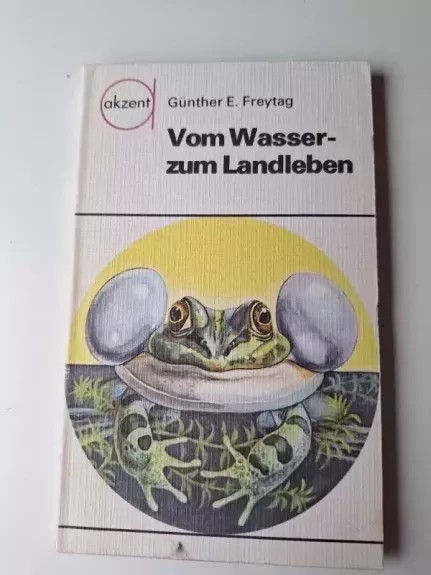 akzent
Günther E. Freytag
Vom Wasser-
zum Landleben